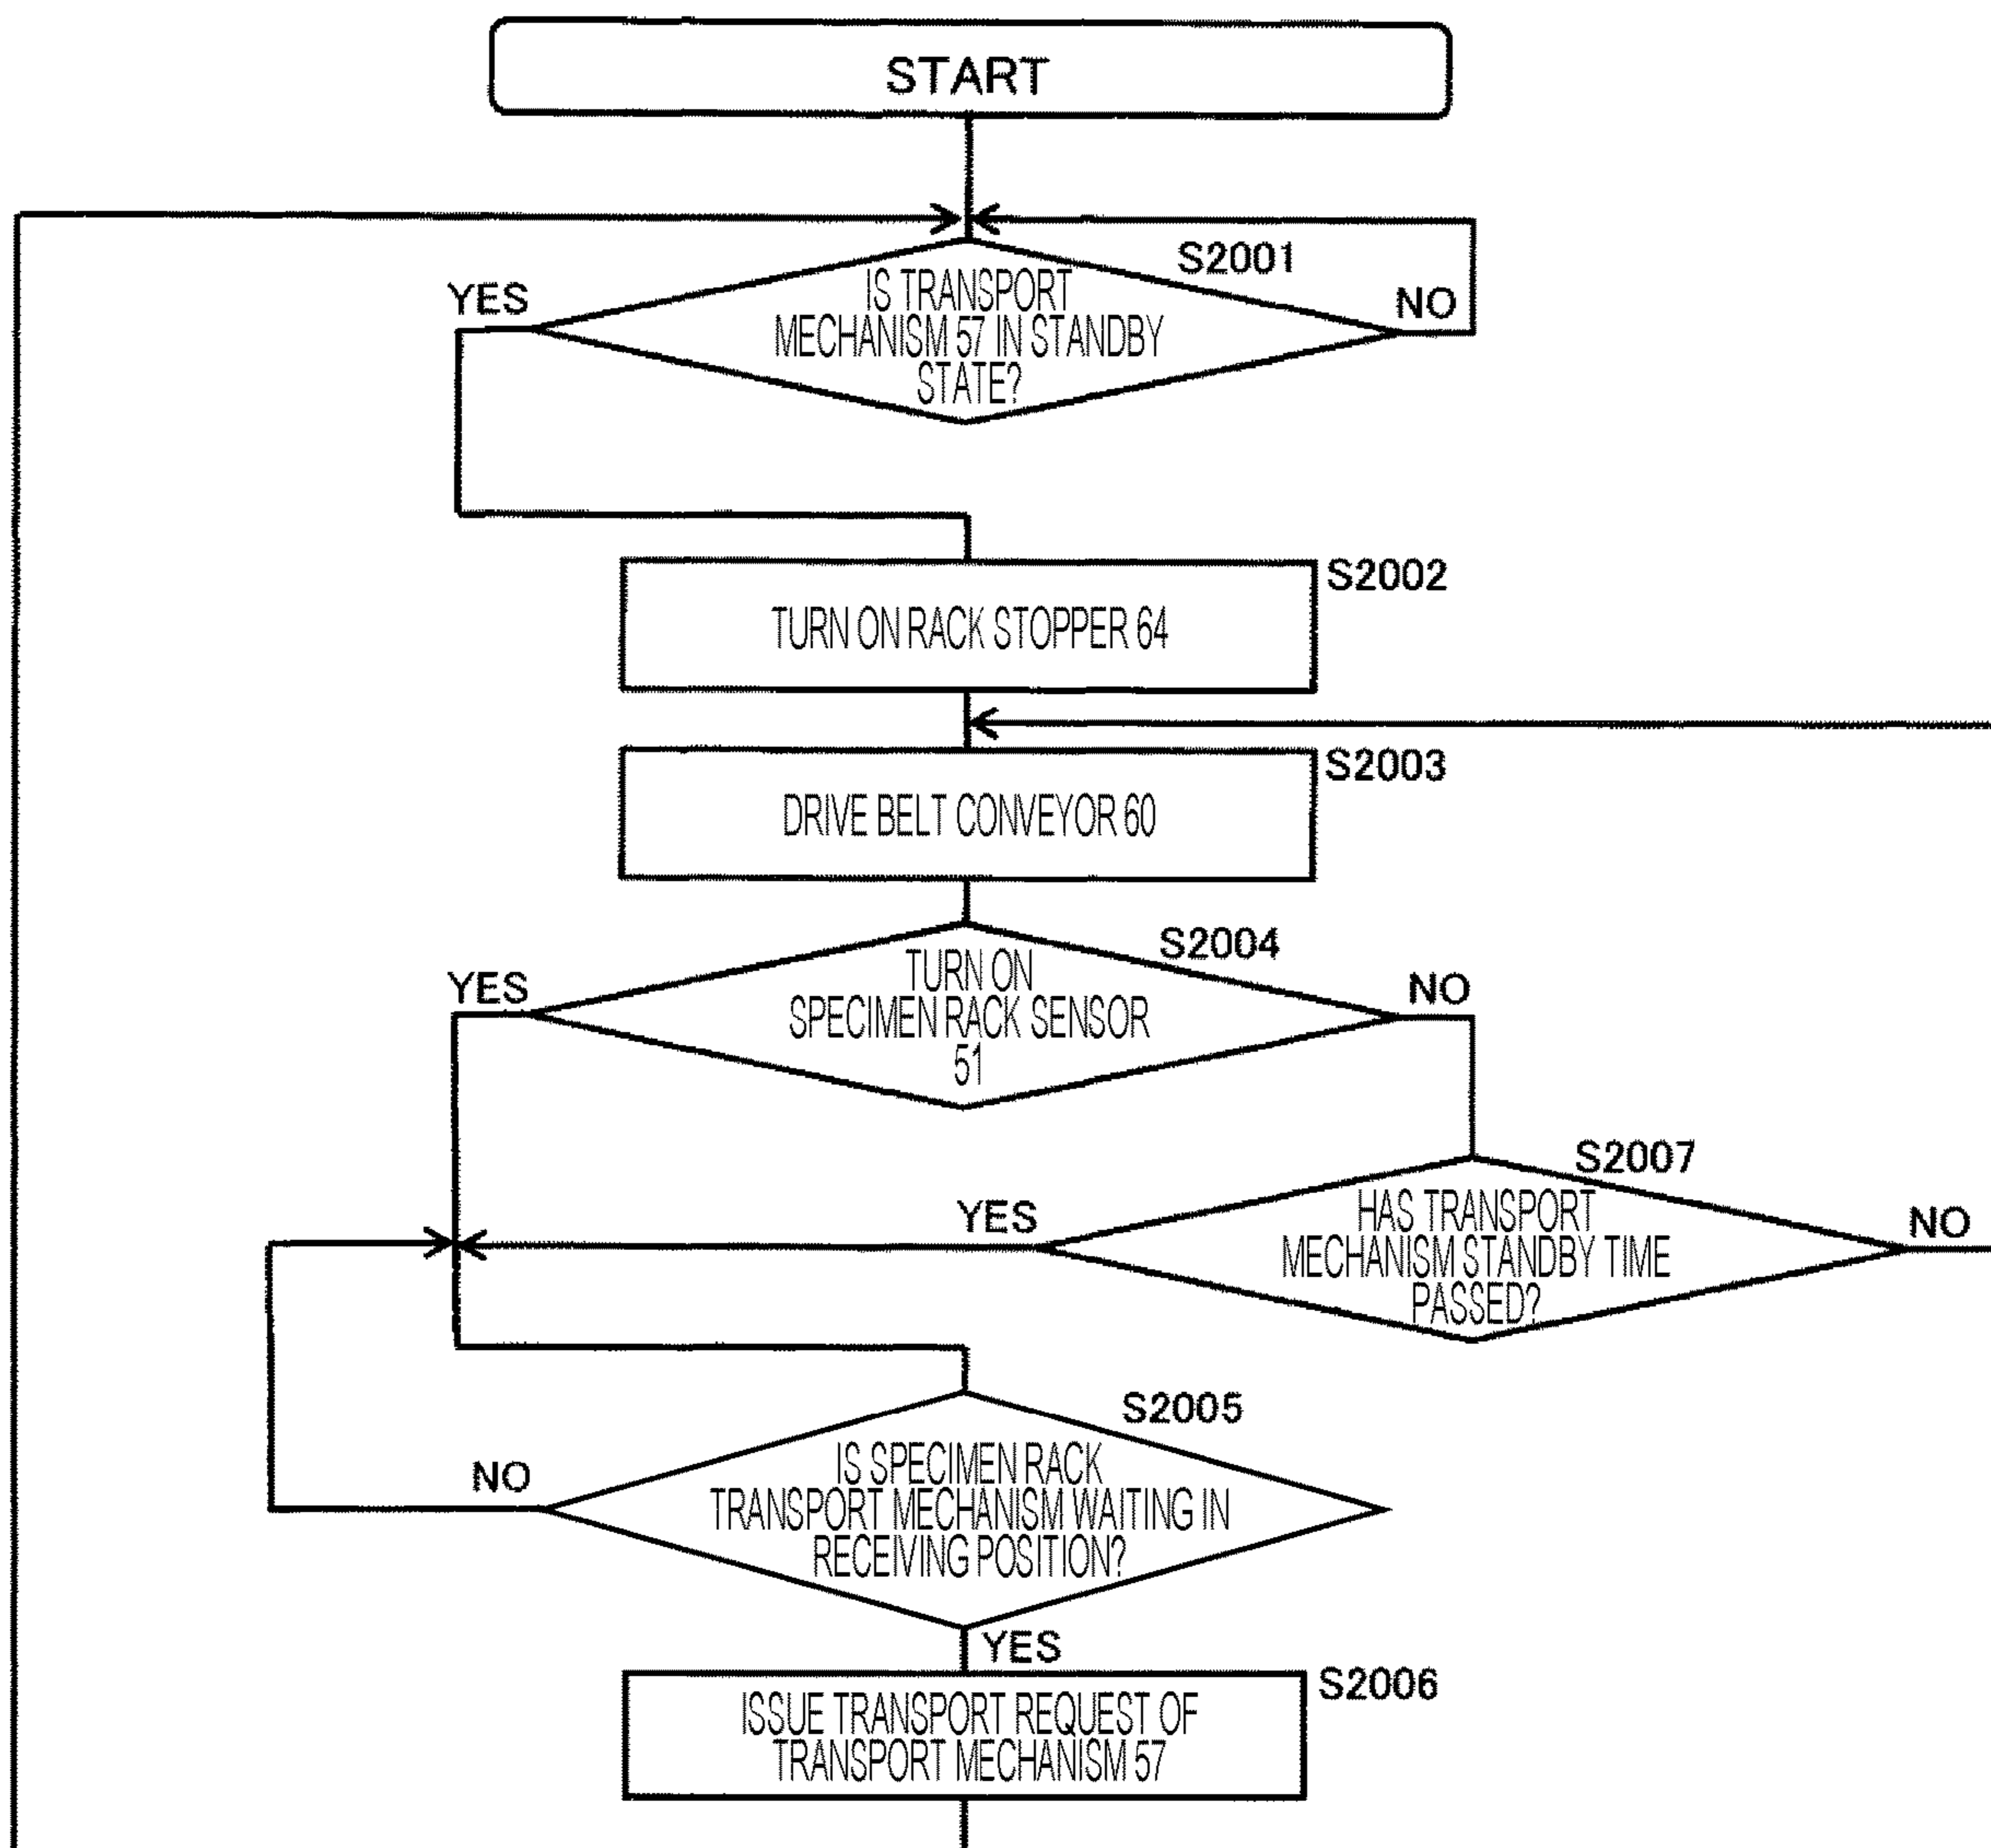 START
S2001
YES
NO
IS TRANSPORT
MECHANISM 57 IN STANDBY
STATE?
S2002
TURN ON RACK STOPPER 64
S2003
DRIVE BELT CONVEYOR 60
S2004
YES
NO
TURN ON
SPECIMEN RACK SENSOR
51
S2007
YES
NO
HAS TRANSPORT
MECHANISM STANDBY TIME
PASSED?
S2005
NO
IS SPECIMEN RACK
TRANSPORT MECHANISM WAITING IN
RECEIVING POSITION?
YES
S2006
ISSUE TRANSPORT REQUEST OF
TRANSPORT MECHANISM 57